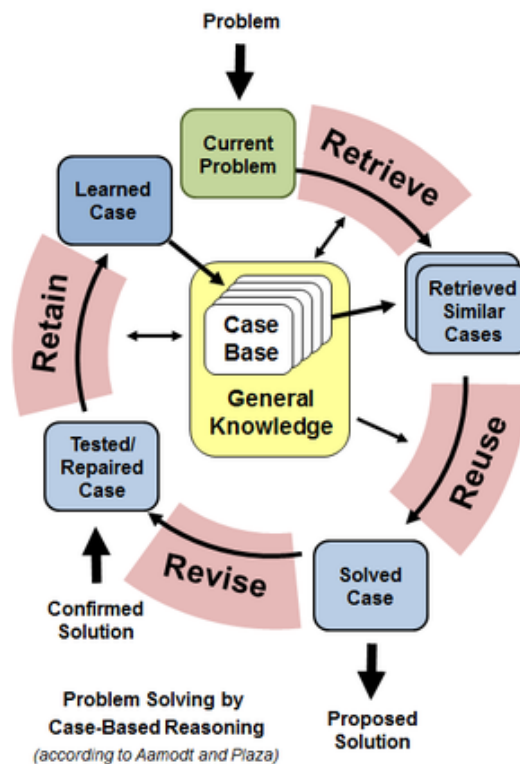 Problem
Current
Problem
Retrieve
Learned
Case
Retrieved
Similar
Cases
Case
Base
General
Knowledge
Retain
Reuse
Tested/
Repaired
Case
Revise
Solved
Case
Confirmed
Solution
Proposed
Solution
Problem Solving by
Case-Based Reasoning
(according to Aamodt and Plaza)